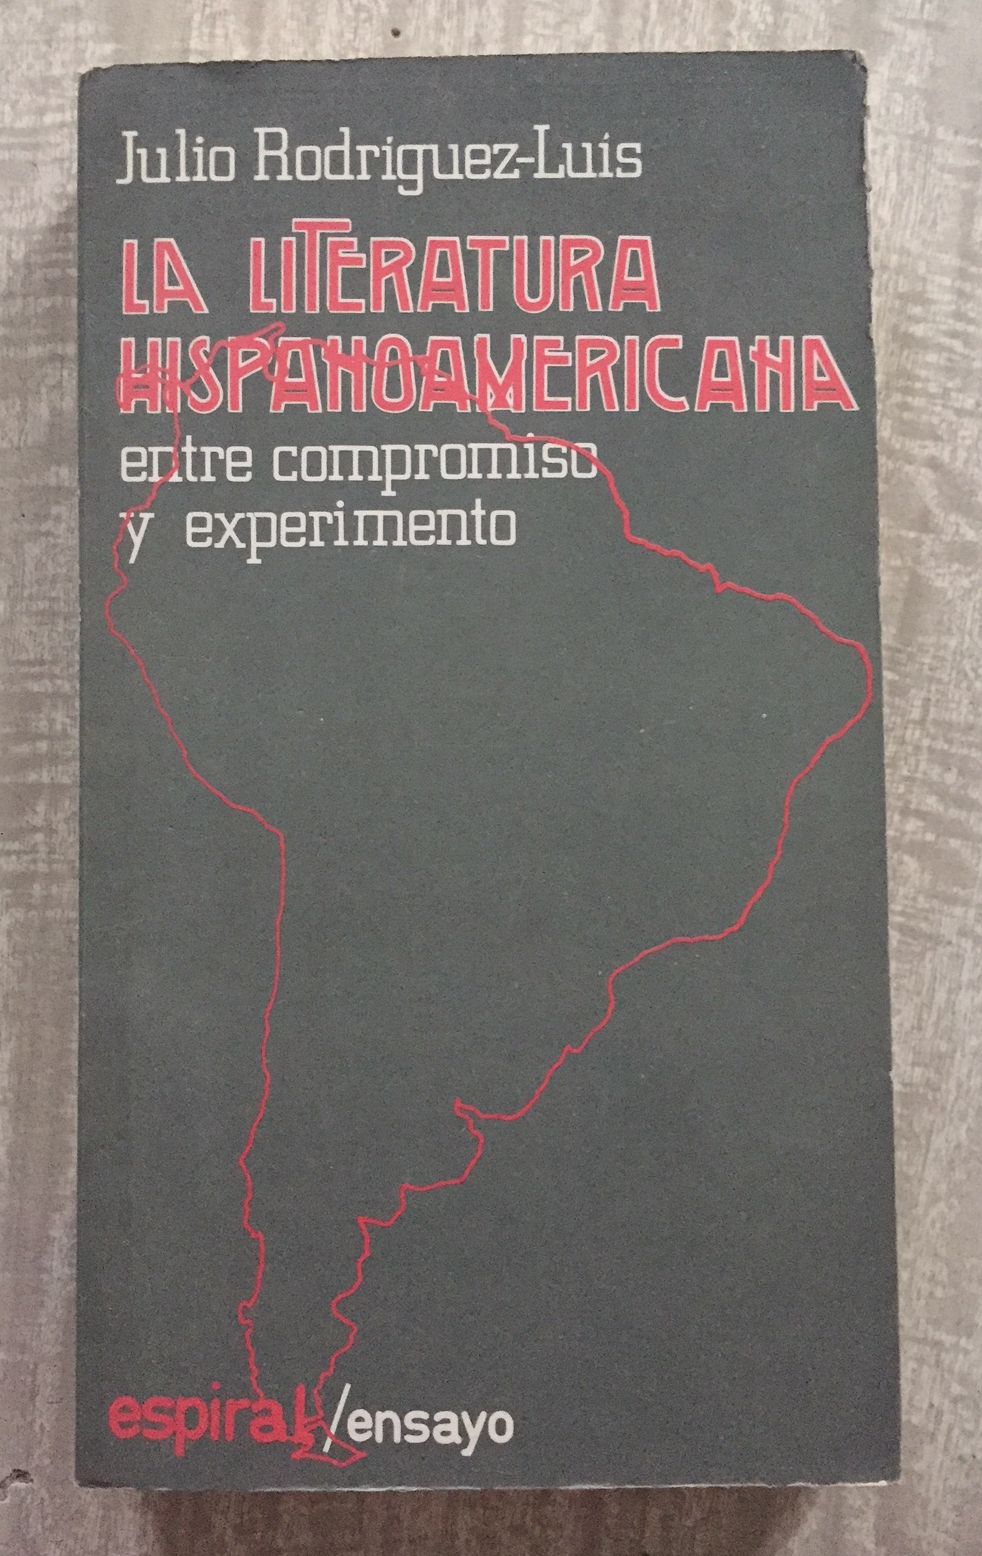 Julio Rodriguez-Luis
LA LITERATURA
HISPANOAMERICANA
entre compromiso
y experimento
espiral/ensayo